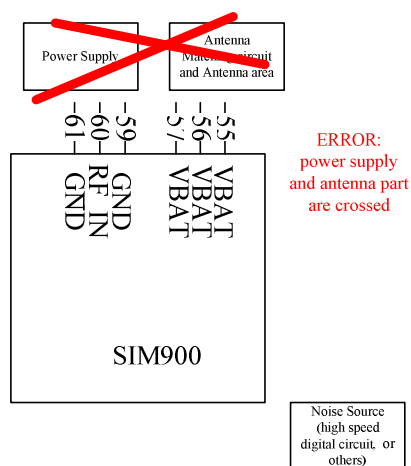 Power Supply
Antenna
Matching circuit
and Antenna area
-61-
-60-
-59-
-57-
-56-
-55-
GND
RF IN
GND
VBAT
VBAT
VBAT
ERROR:
power supply
and antenna part
are crossed
SIM900
Noise Source
(high speed
digital circuit, or
others)